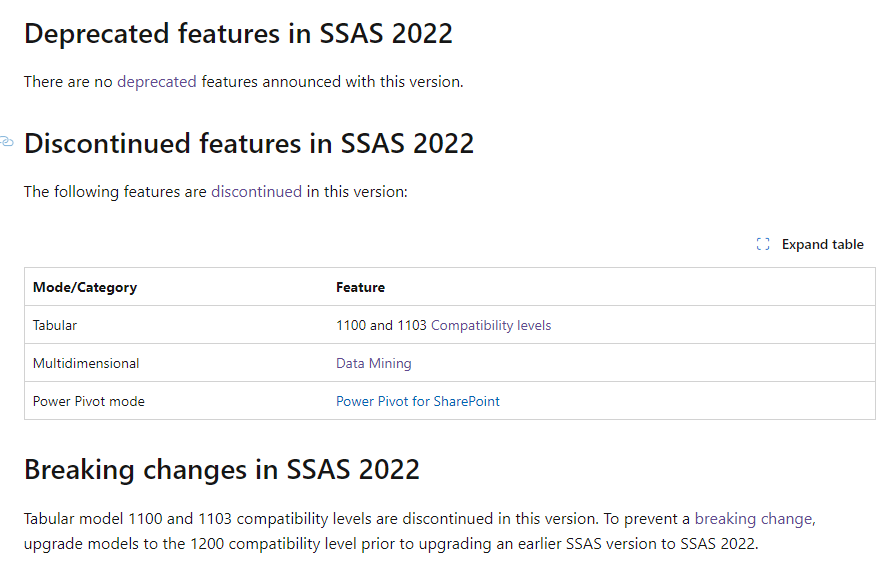 Deprecated features in SSAS 2022
There are no deprecated features announced with this version.
Discontinued features in SSAS 2022
The following features are discontinued in this version:
Expand table
Mode/Category Feature
Tabular 1100 and 1103 Compatibility levels
Multidimensional Data Mining
Power Pivot mode Power Pivot for SharePoint
Breaking changes in SSAS 2022
Tabular model 1100 and 1103 compatibility levels are discontinued in this version. To prevent a breaking change,
upgrade models to the 1200 compatibility level prior to upgrading an earlier SSAS version to SSAS 2022.